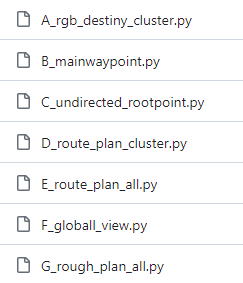 A_rgb_destiny_cluster.py
B_mainwaypoint.py
C_undirected_rootpoint.py
D_route_plan_cluster.py
E_route_plan_all.py
F_globall_view.py
G_rough_plan_all.py